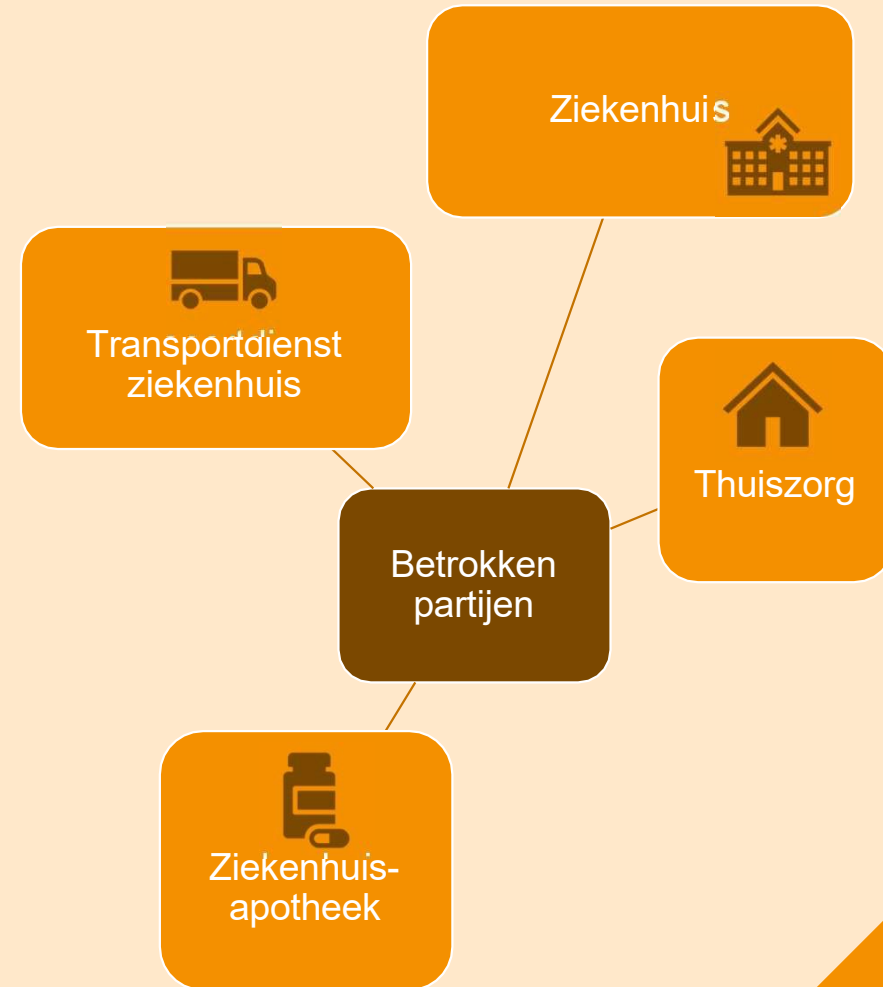 Ziekenhuis
Transportdienst
ziekenhuis
Thuiszorg
Betrokken
partijen
Ziekenhuis-
apotheek